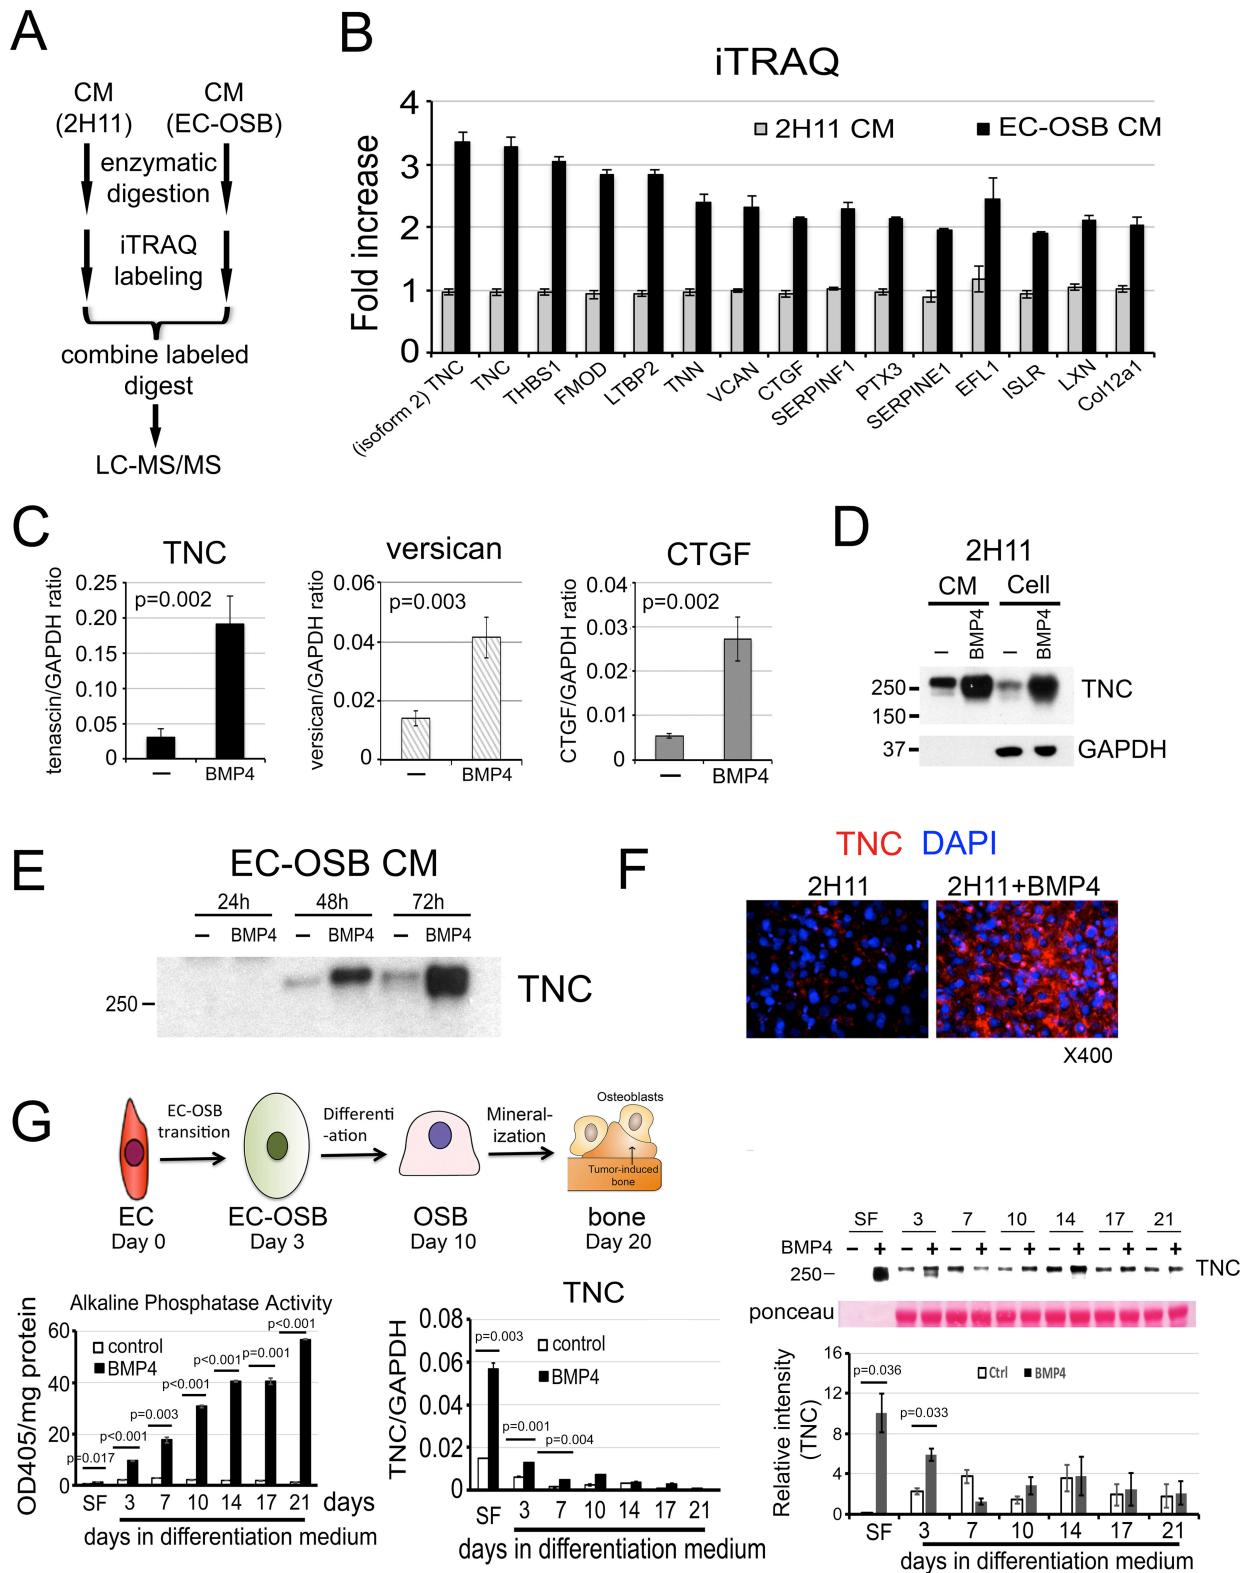 A
CM
(2H11)
CM
(EC-OSB)
enzymatic
digestion
iTRAQ
labeling
combine labeled
digest
LC-MS/MS
B
iTRAQ
Fold increase
4
3
2
1
0
2H11 CM
EC-OSB CM
(isoform 2) TNC
TNC
THBS1
FMOD
LTBP2
TNN
VCAN
CTGF
SERPINF1
PTX3
SERPINE1
EFL1
ISLR
LXN
Col12a1
C
TNC
tenascin/GAPDH ratio
0.25
0.20
0.15
0.10
0.05
0
p=0.002
–
BMP4
versican
versican/GAPDH ratio
0.06
0.04
0.02
0
p=0.003
–
BMP4
CTGF
CTGF/GAPDH ratio
0.04
0.03
0.02
0.01
0
p=0.002
–
BMP4
D
2H11
CM Cell
– BMP4 – BMP4
250
150
37
TNC
GAPDH
E
EC-OSB CM
24h 48h 72h
– BMP4 – BMP4 – BMP4
250
TNC
F
TNC DAPI
2H11 2H11+BMP4
X400
G
EC-OSB
transition
Differenti
-ation
Mineral-
ization
Osteoblasts
Tumor-induced
bone
EC
Day 0
EC-OSB
Day 3
OSB
Day 10
bone
Day 20
Alkaline Phosphatase Activity
OD405/mg protein
60
40
20
0
control
BMP4
p=0.017
p<0.001
p=0.003
p<0.001
p<0.001
p=0.001
p<0.001
SF 3 7 10 14 17 21 days
days in differentiation medium
TNC
TNC/GAPDH
0.08
0.06
0.04
0.02
0
control
BMP4
p=0.003
p=0.001
p=0.004
SF 3 7 10 14 17 21
days in differentiation medium
SF 3 7 10 14 17 21
BMP4 – + – + – + – + – + – + – +
250–
TNC
ponceau
Relative intensity
(TNC)
16
12
8
4
0
Ctrl
BMP4
p=0.036
p=0.033
SF 3 7 10 14 17 21
days in differentiation medium